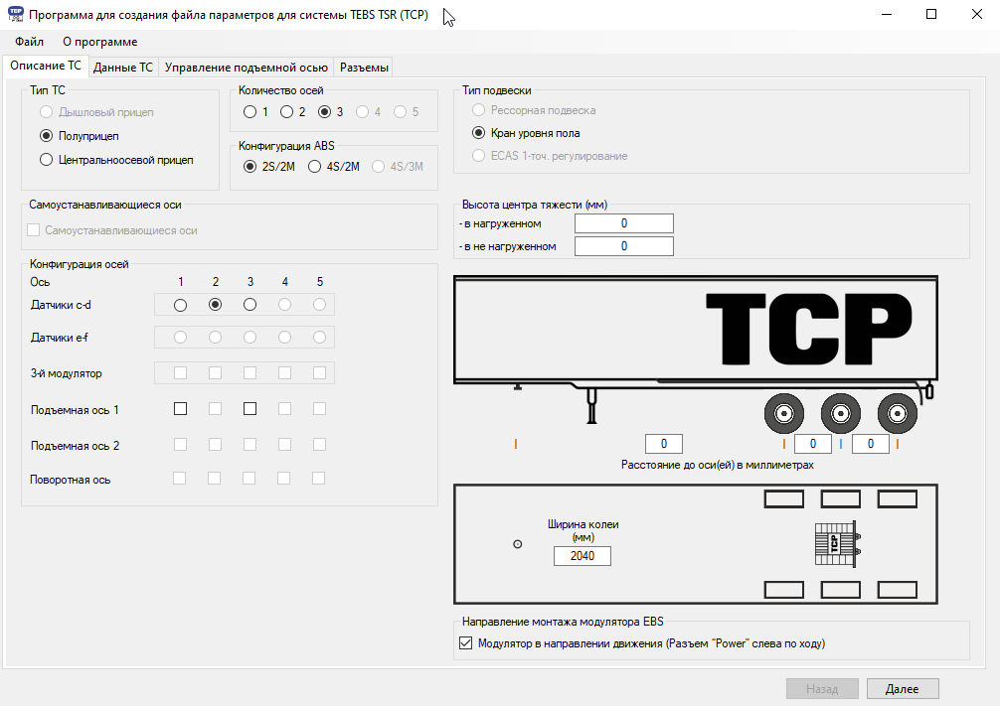 Программа для создания файла параметров для системы TEBS TSR (TCP)
Файл О программе
Описание ТС Данные ТС Управление подъемной осью Разъемы
Тип ТС
Дышловый прицеп
Полуприцеп
Центральноосевой прицеп
Количество осей
1 2 3 4 5
Конфигурация ABS
2S/2M 4S/2M 4S/3M
Тип подвески
Рессорная подвеска
Кран уровня пола
ECAS 1-точ. регулирование
Самоустанавливающиеся оси
Самоустанавливающиеся оси
Высота центра тяжести (мм)
- в нагруженном 0
- в не нагруженном 0
Конфигурация осей
Ось 1 2 3 4 5
Датчики c-d
Датчики e-f
3-й модулятор
Подъемная ось 1
Подъемная ось 2
Поворотная ось
TCP
0 0 0
Расстояние до оси(ей) в миллиметрах
Ширина колеи
(мм)
2040
TCP
Направление монтажа модулятора EBS
Модулятор в направлении движения (Разъем "Power" слева по ходу)
Назад Далее